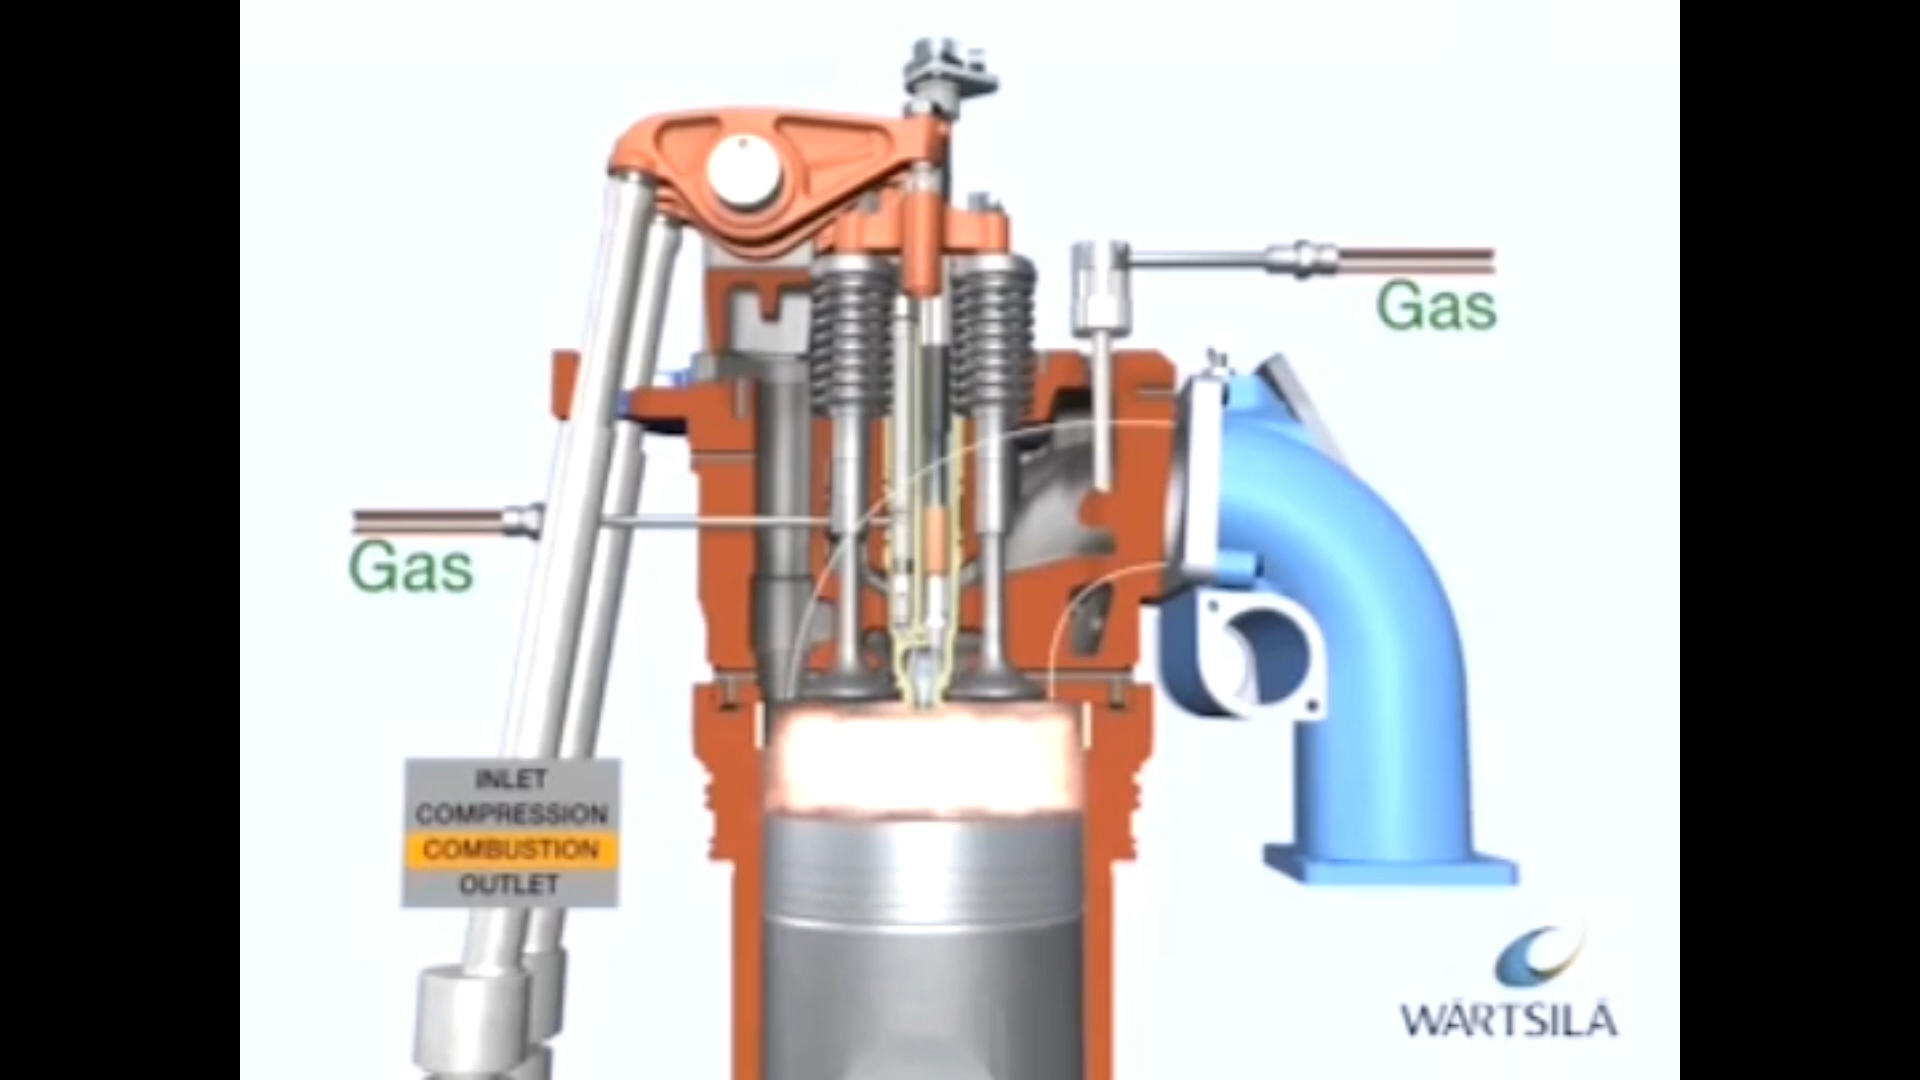 Gas
Gas
INLET
COMPRESSION
COMBUSTION
OUTLET
WÄRTSILÄ